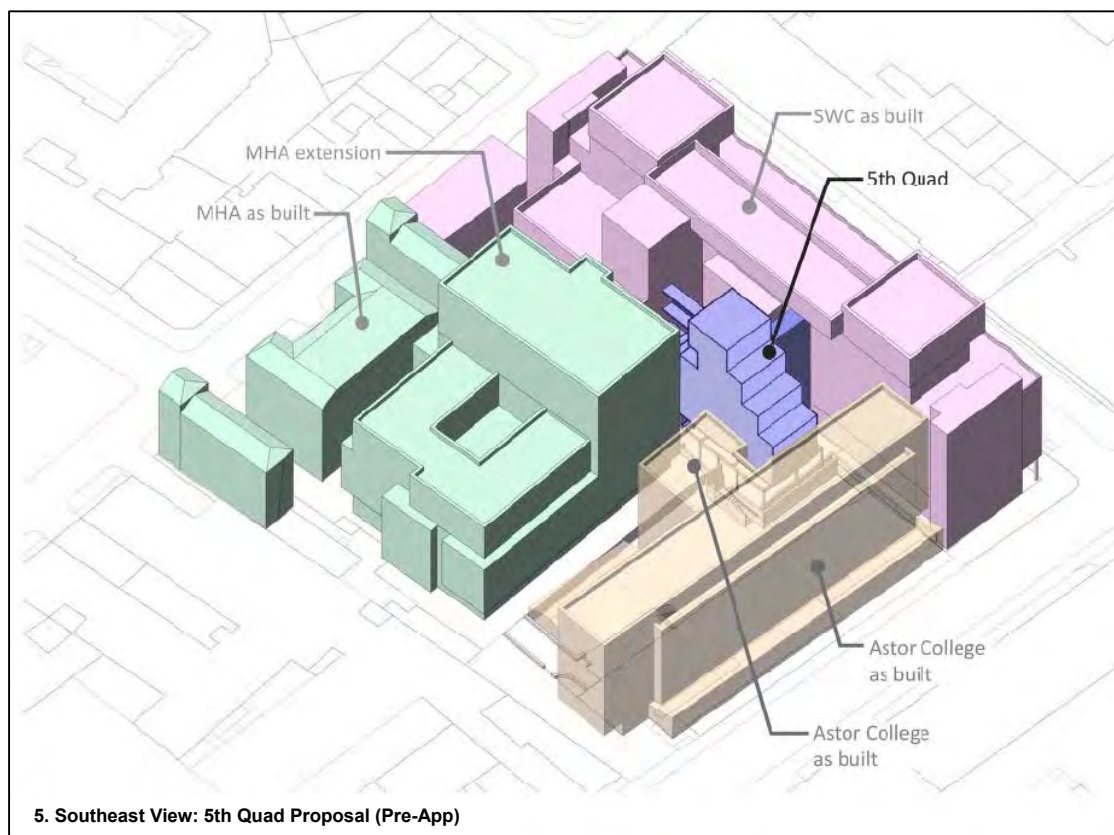 SWC as built
MHA extension
5th Quad
MHA as built
Astor College
as built
Astor College
as built
5. Southeast View: 5th Quad Proposal (Pre-App)